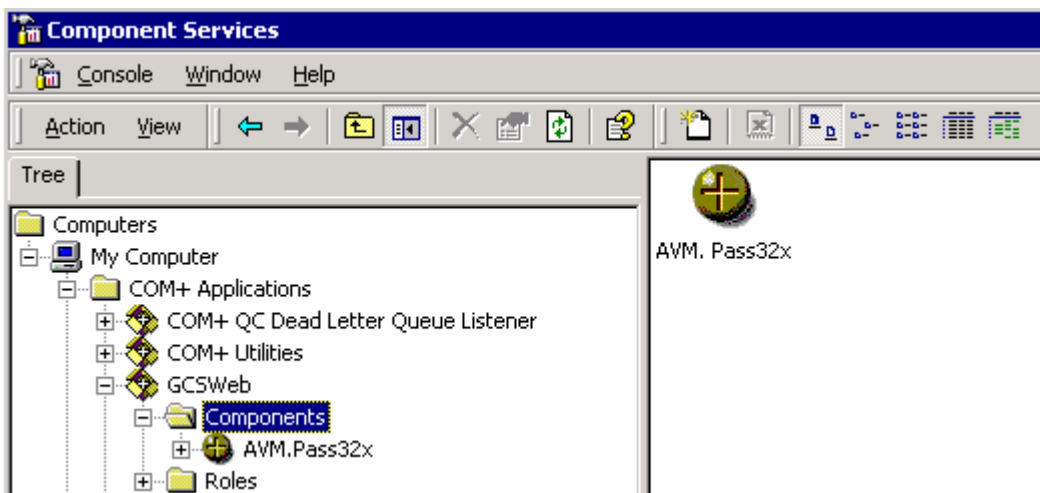 Component Services
Console Window Help
Action View
Tree
Computers
My Computer
COM+ Applications
COM+ QC Dead Letter Queue Listener
COM+ Utilities
GCSWeb
Components
AVM.Pass32x
Roles
AVM. Pass32x